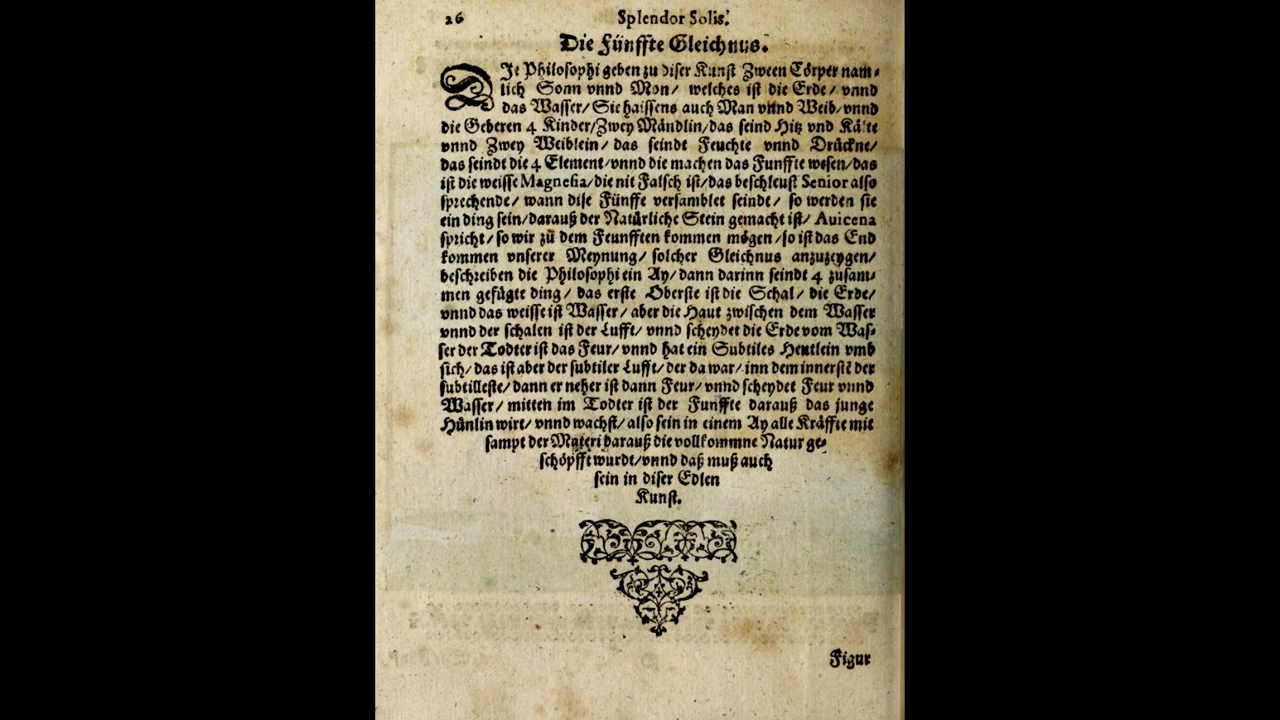 26
Splendor Solis.
Die Fünffte Gleichnus.
DIe Philosophi geben zu diser Kunst Zween Cörper nam-
lich Sonn vnnd Mon/ welches ist die Erde/ vnnd
das Wasser/ Sie haissens auch Man vnnd Weib/ vnnd
die Geberen 4 Kinder/ Zwey Mändlin/ das seind Hitz vnd Kälte
vnnd Zwey Weiblein/ das seindt Feuchte vnnd Drückne/
das seindt die 4 Element/ vnnd die machen das Funffte wesen/ das
ist die weisse Magnesia/ die nit Falsch ist/ das beschleust Senior also
sprechende/ wann dise Fünffe versamblet seindt/ so werden sie
ein ding sein/ darauß der Natürliche Stein gemacht ist/ Auicena
spricht/ so wir zů dem Feunfften kommen mögen/ so ist das End
kommen vnserer Meynung/ solcher Gleichnus anzuzeygen/
beschreiben die Philosophi ein Ay/ dann darinn seindt 4 zusam-
men gefügte ding/ das erste Oberste ist die Schal/ die Erde/
vnnd das weisse ist Wasser/ aber die Haut zwischen dem Wasser
vnnd der schalen ist der Lufft/ vnnd scheydet die Erde vom Was-
ser der Todter ist das Feur/ vnnd hat ein Subtiles Heutlein vmb
sich/ das ist aber der subtiler Lufft/ der da war/ inn dem innerstē der
subtilleste/ dann er neher ist dann Feur/ vnnd scheydet Feur vnnd
Wasser/ mitten im Todter ist der Funffte darauß das junge
Hünlin wirt/ vnnd wachst/ also sein in einem Ay alle Kräffte mit
sampt der Materi darauß die vollkommne Natur ge-
schöpfft wurdt/ vnnd daß muß auch
sein in diser Edlen
Kunst.
Figur